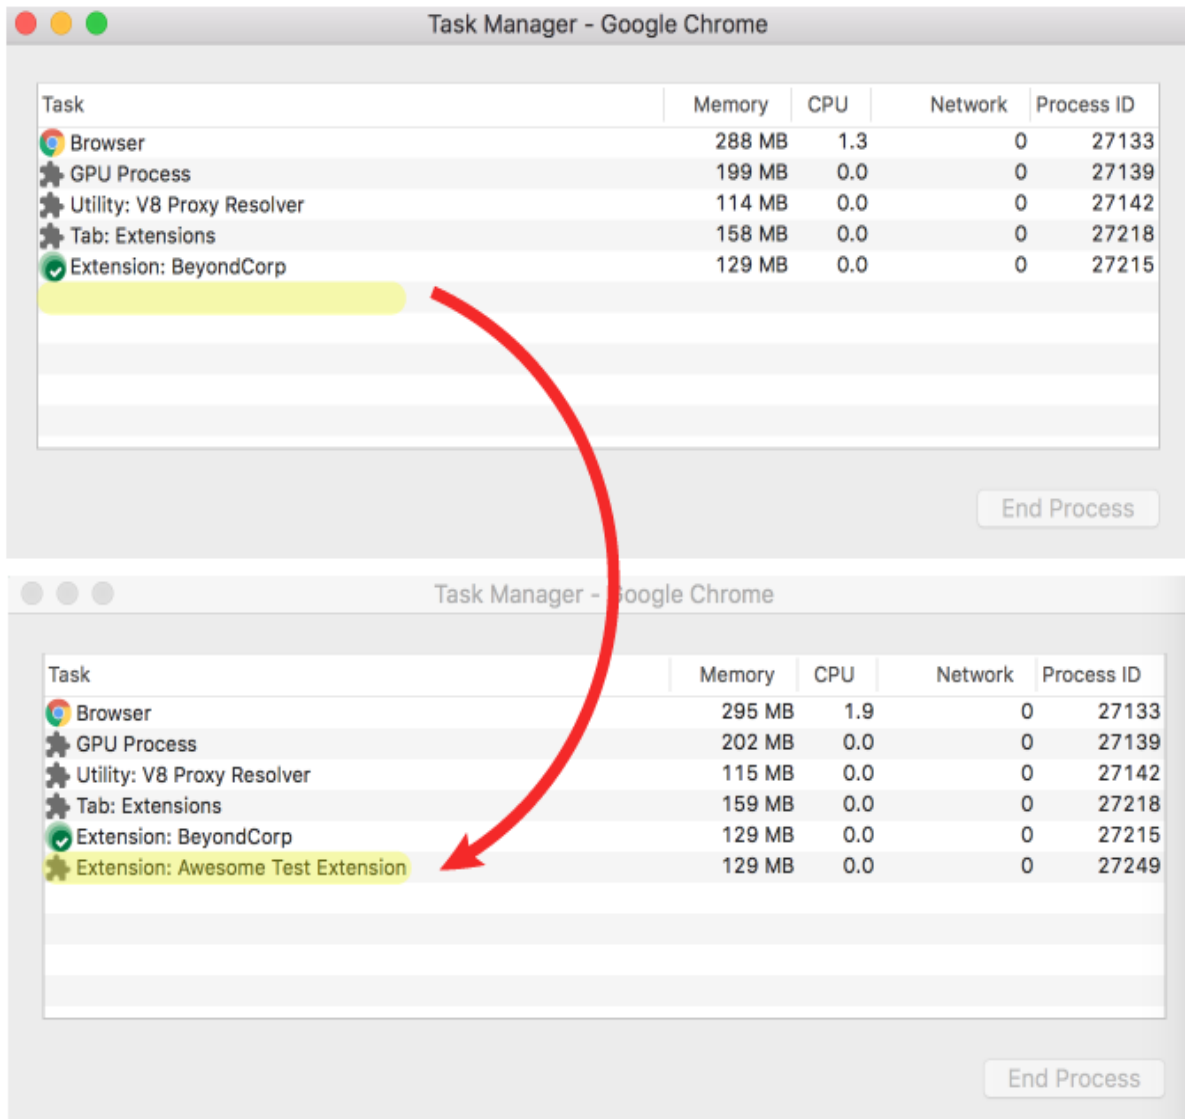 Task Manager - Google Chrome
Task Memory CPU Network Process ID
Browser 288 MB 1.3 0 27133
GPU Process 199 MB 0.0 0 27139
Utility: V8 Proxy Resolver 114 MB 0.0 0 27142
Tab: Extensions 158 MB 0.0 0 27218
Extension: BeyondCorp 129 MB 0.0 0 27215
End Process
Task Manager - Google Chrome
Task Memory CPU Network Process ID
Browser 295 MB 1.9 0 27133
GPU Process 202 MB 0.0 0 27139
Utility: V8 Proxy Resolver 115 MB 0.0 0 27142
Tab: Extensions 159 MB 0.0 0 27218
Extension: BeyondCorp 129 MB 0.0 0 27215
Extension: Awesome Test Extension 129 MB 0.0 0 27249
End Process